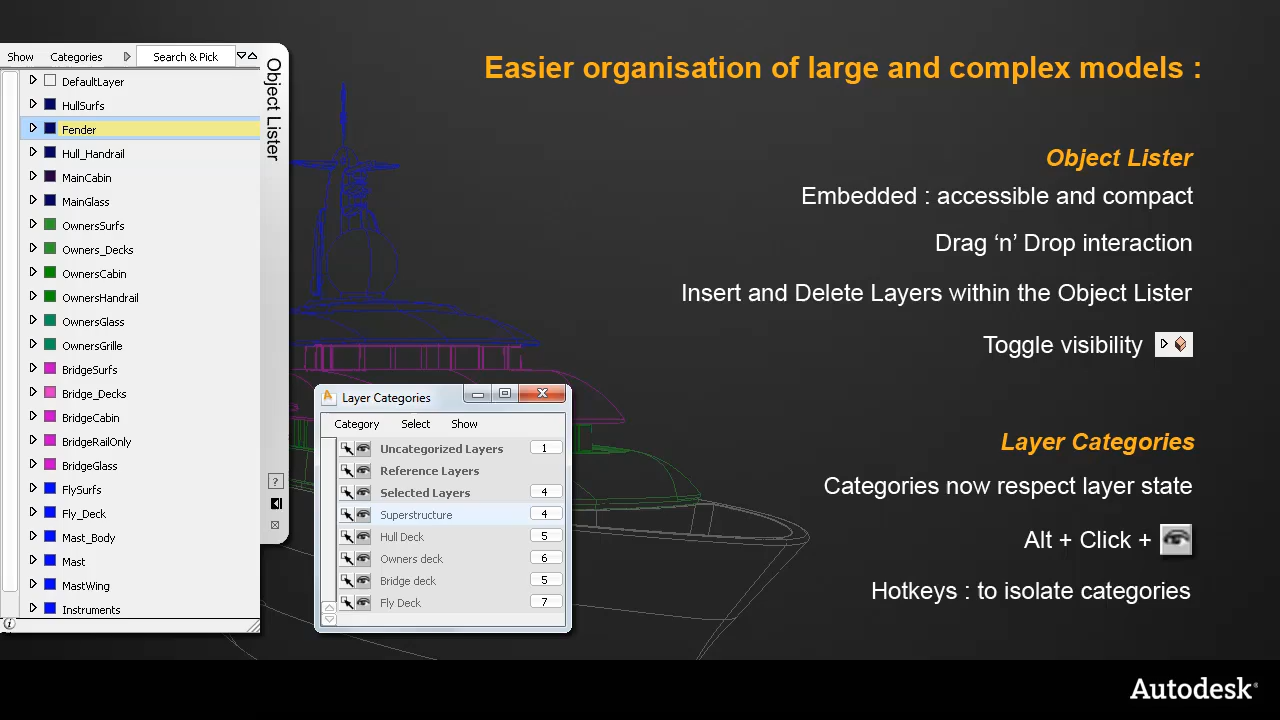 Easier organisation of large and complex models :
Show Categories Search & Pick
Object Lister
DefaultLayer
HullSurfs
Fender
Hull_Handrail
MainCabin
MainGlass
OwnersSurfs
Owners_Decks
OwnersCabin
OwnersHandrail
OwnersGlass
OwnersGrille
BridgeSurfs
Bridge_Decks
BridgeCabin
BridgeRailOnly
BridgeGlass
FlySurfs
Fly_Deck
Mast_Body
Mast
MastWing
Instruments
?
Layer Categories
Category Select Show
Uncategorized Layers 1
Reference Layers
Selected Layers 4
Superstructure 4
Hull Deck 5
Owners deck 6
Bridge deck 5
Fly Deck 7
Object Lister
Embedded : accessible and compact
Drag ‘n’ Drop interaction
Insert and Delete Layers within the Object Lister
Toggle visibility
Layer Categories
Categories now respect layer state
Alt + Click +
Hotkeys : to isolate categories
Autodesk